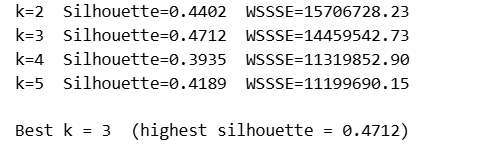 k=2  Silhouette=0.4402  WSSSE=15706728.23
k=3  Silhouette=0.4712  WSSSE=14459542.73
k=4  Silhouette=0.3935  WSSSE=11319852.90
k=5  Silhouette=0.4189  WSSSE=11199690.15
Best k = 3  (highest silhouette = 0.4712)